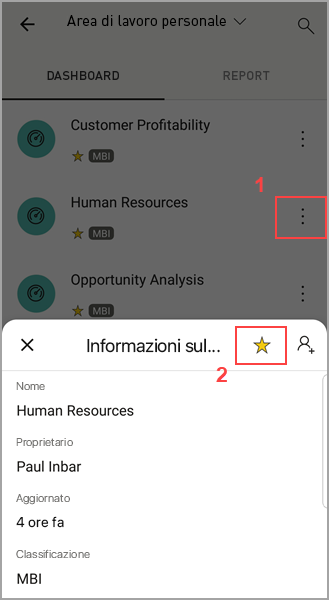 Area di lavoro personale
DASHBOARD REPORT
Customer Profitability
MBI
1
Human Resources
MBI
Opportunity Analysis
MBI
Informazioni sul...
2
Nome
Human Resources
Proprietario
Paul Inbar
Aggiornato
4 ore fa
Classificazione
MBI